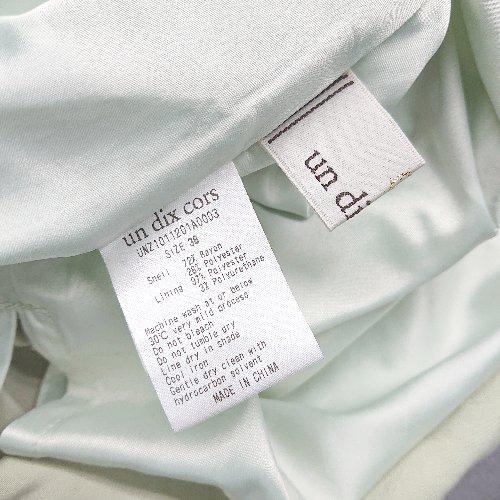 un dix cors
UNZ1011201A0003
SIZE 38
Shell 72% Rayon
28% Polyester
Lining 97% Polyester
3% Polyurethane
Machine wash at or below
30℃ very mild process
Do not bleach
Do not tumble dry
Line dry in shade
Cool iron
Gentle dry clean with
hydrocarbon solvent
MADE IN CHINA
un di